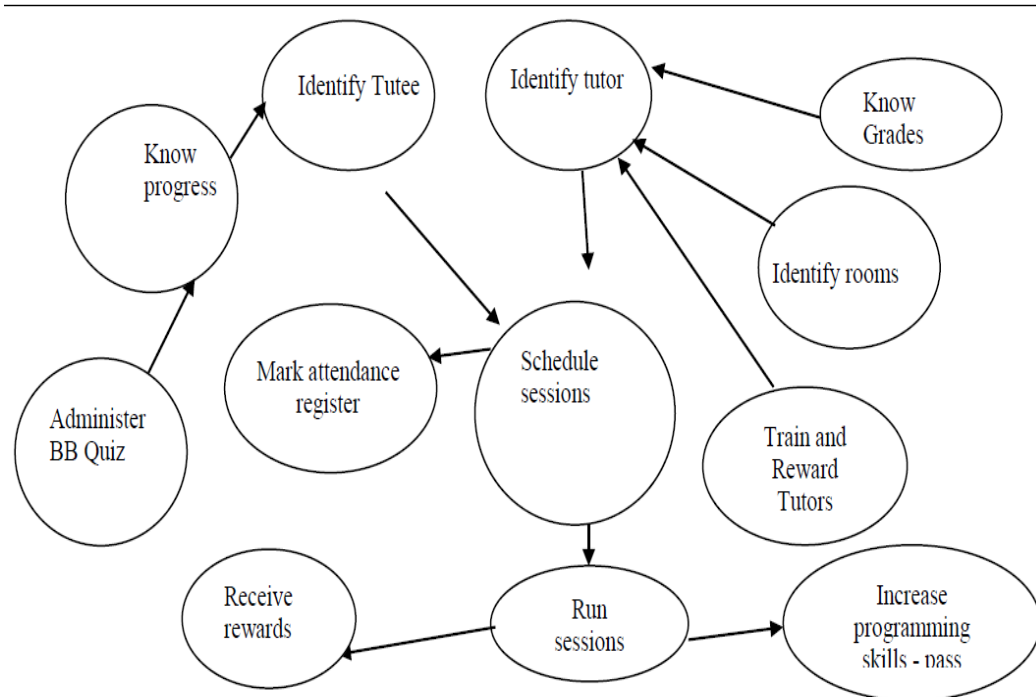 Identify Tutee
Identify tutor
Know
Grades
Know
progress
Identify rooms
Mark attendance
register
Schedule
sessions
Administer
BB Quiz
Train and
Reward
Tutors
Receive
rewards
Run
sessions
Increase
programming
skills - pass